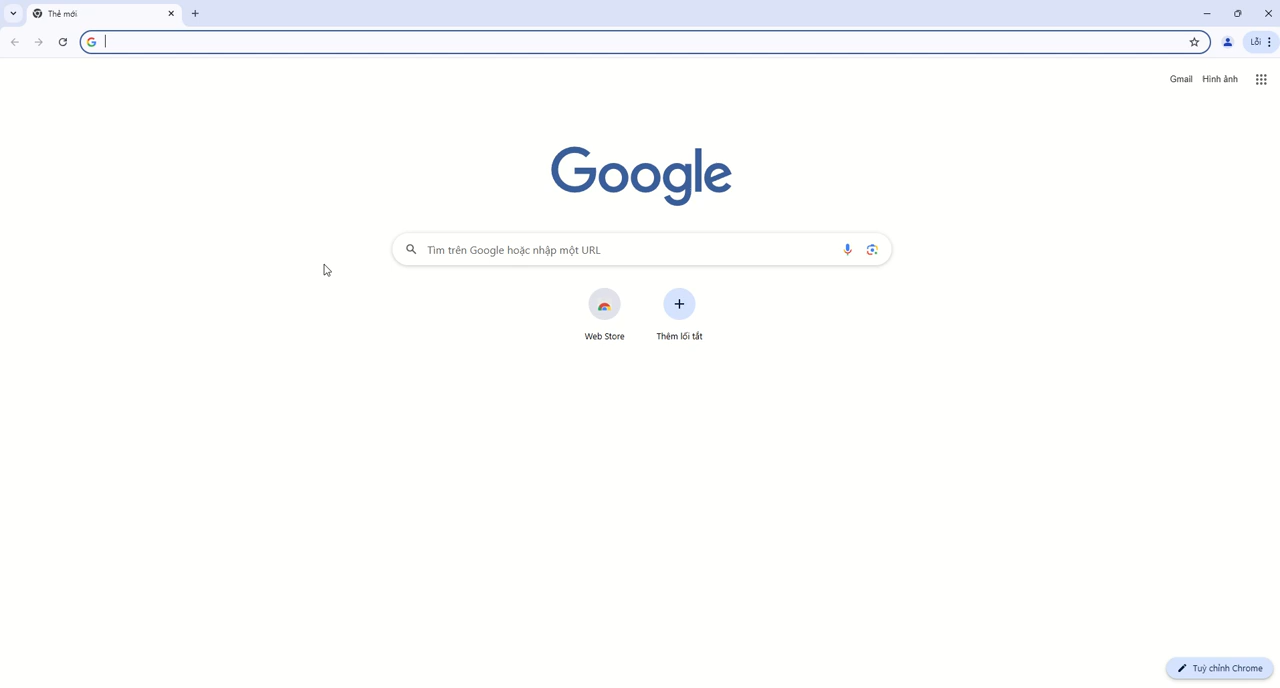 Thẻ mới
Lỗi
Gmail Hình ảnh
Google
Tìm trên Google hoặc nhập một URL
Web Store Thêm lối tắt
Tuỳ chỉnh Chrome